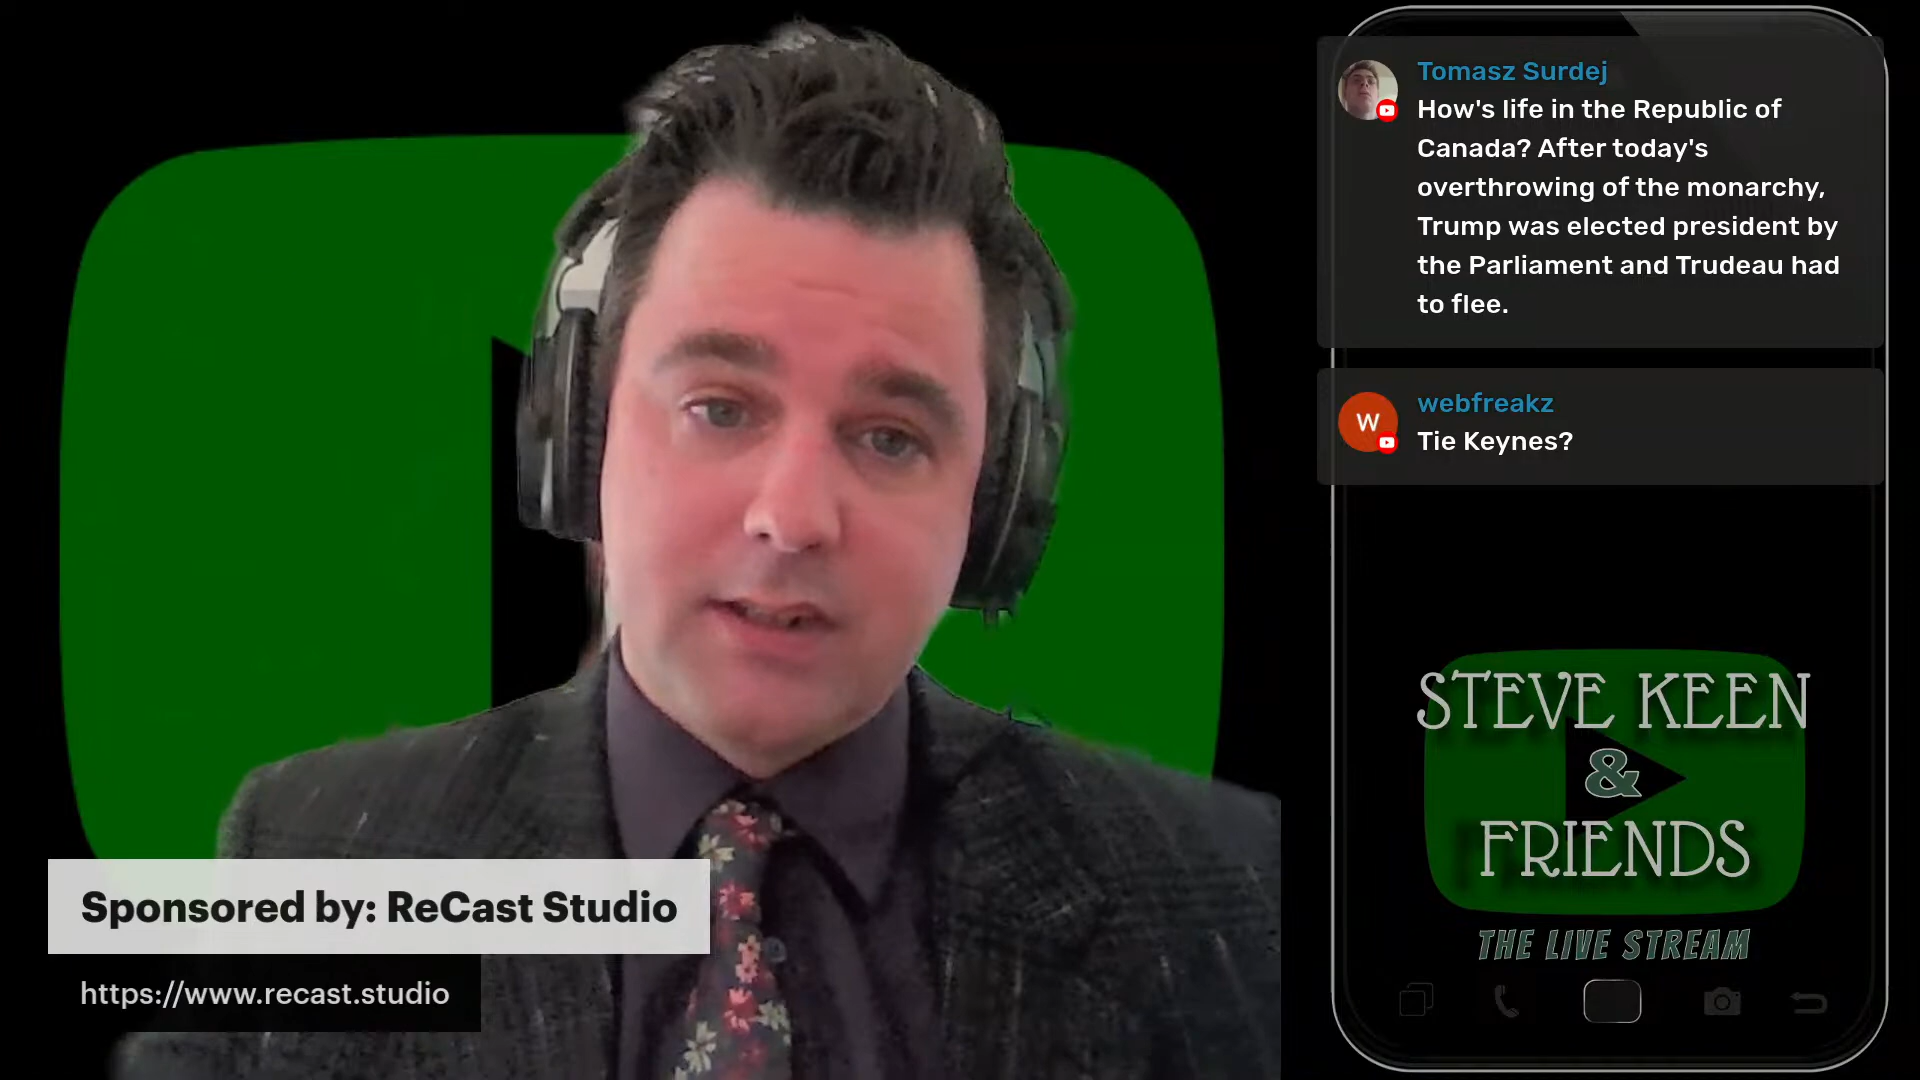 Tomasz Surdej
How's life in the Republic of
Canada? After today's
overthrowing of the monarchy,
Trump was elected president by
the Parliament and Trudeau had
to flee.
W
webfreakz
Tie Keynes?
STEVE KEEN
&
FRIENDS
THE LIVE STREAM
Sponsored by: ReCast Studio
https://www.recast.studio